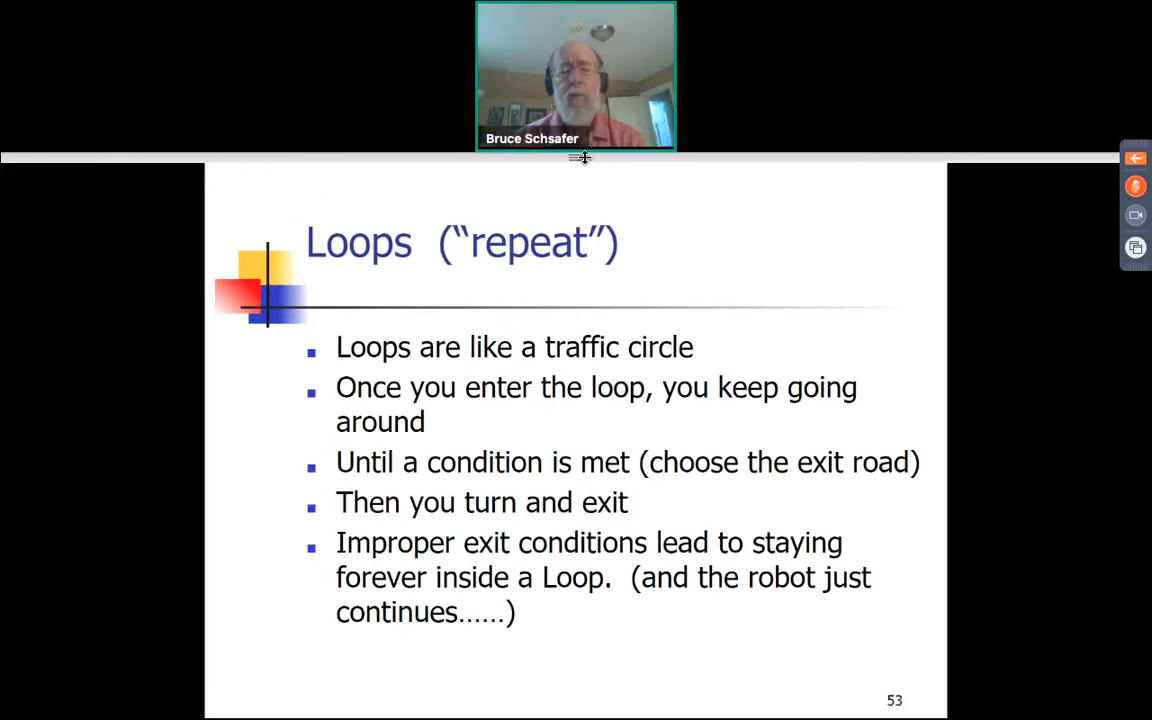 Bruce Schsafer
Loops ("repeat")
Loops are like a traffic circle
Once you enter the loop, you keep going
around
Until a condition is met (choose the exit road)
Then you turn and exit
Improper exit conditions lead to staying
forever inside a Loop. (and the robot just
continues……)
53